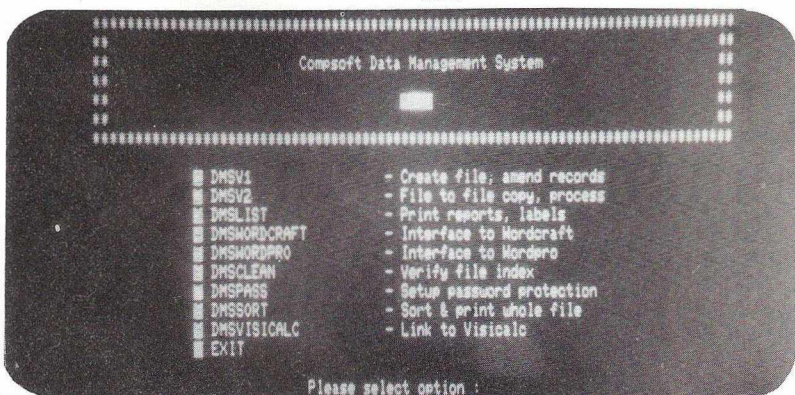 Compsoft Data Management System
DMSV1 - Create file, amend records
DMSV2 - File to file copy, process
DMSLIST - Print reports, labels
DMSWORDCRAFT - Interface to Wordcraft
DMSWORDPRO - Interface to Wordpro
DMSCLEAN - Verify file index
DMSPASS - Setup password protection
DMSSORT - Sort & print whole file
DMSVISICALC - Link to Visicalc
EXIT
Please select option :